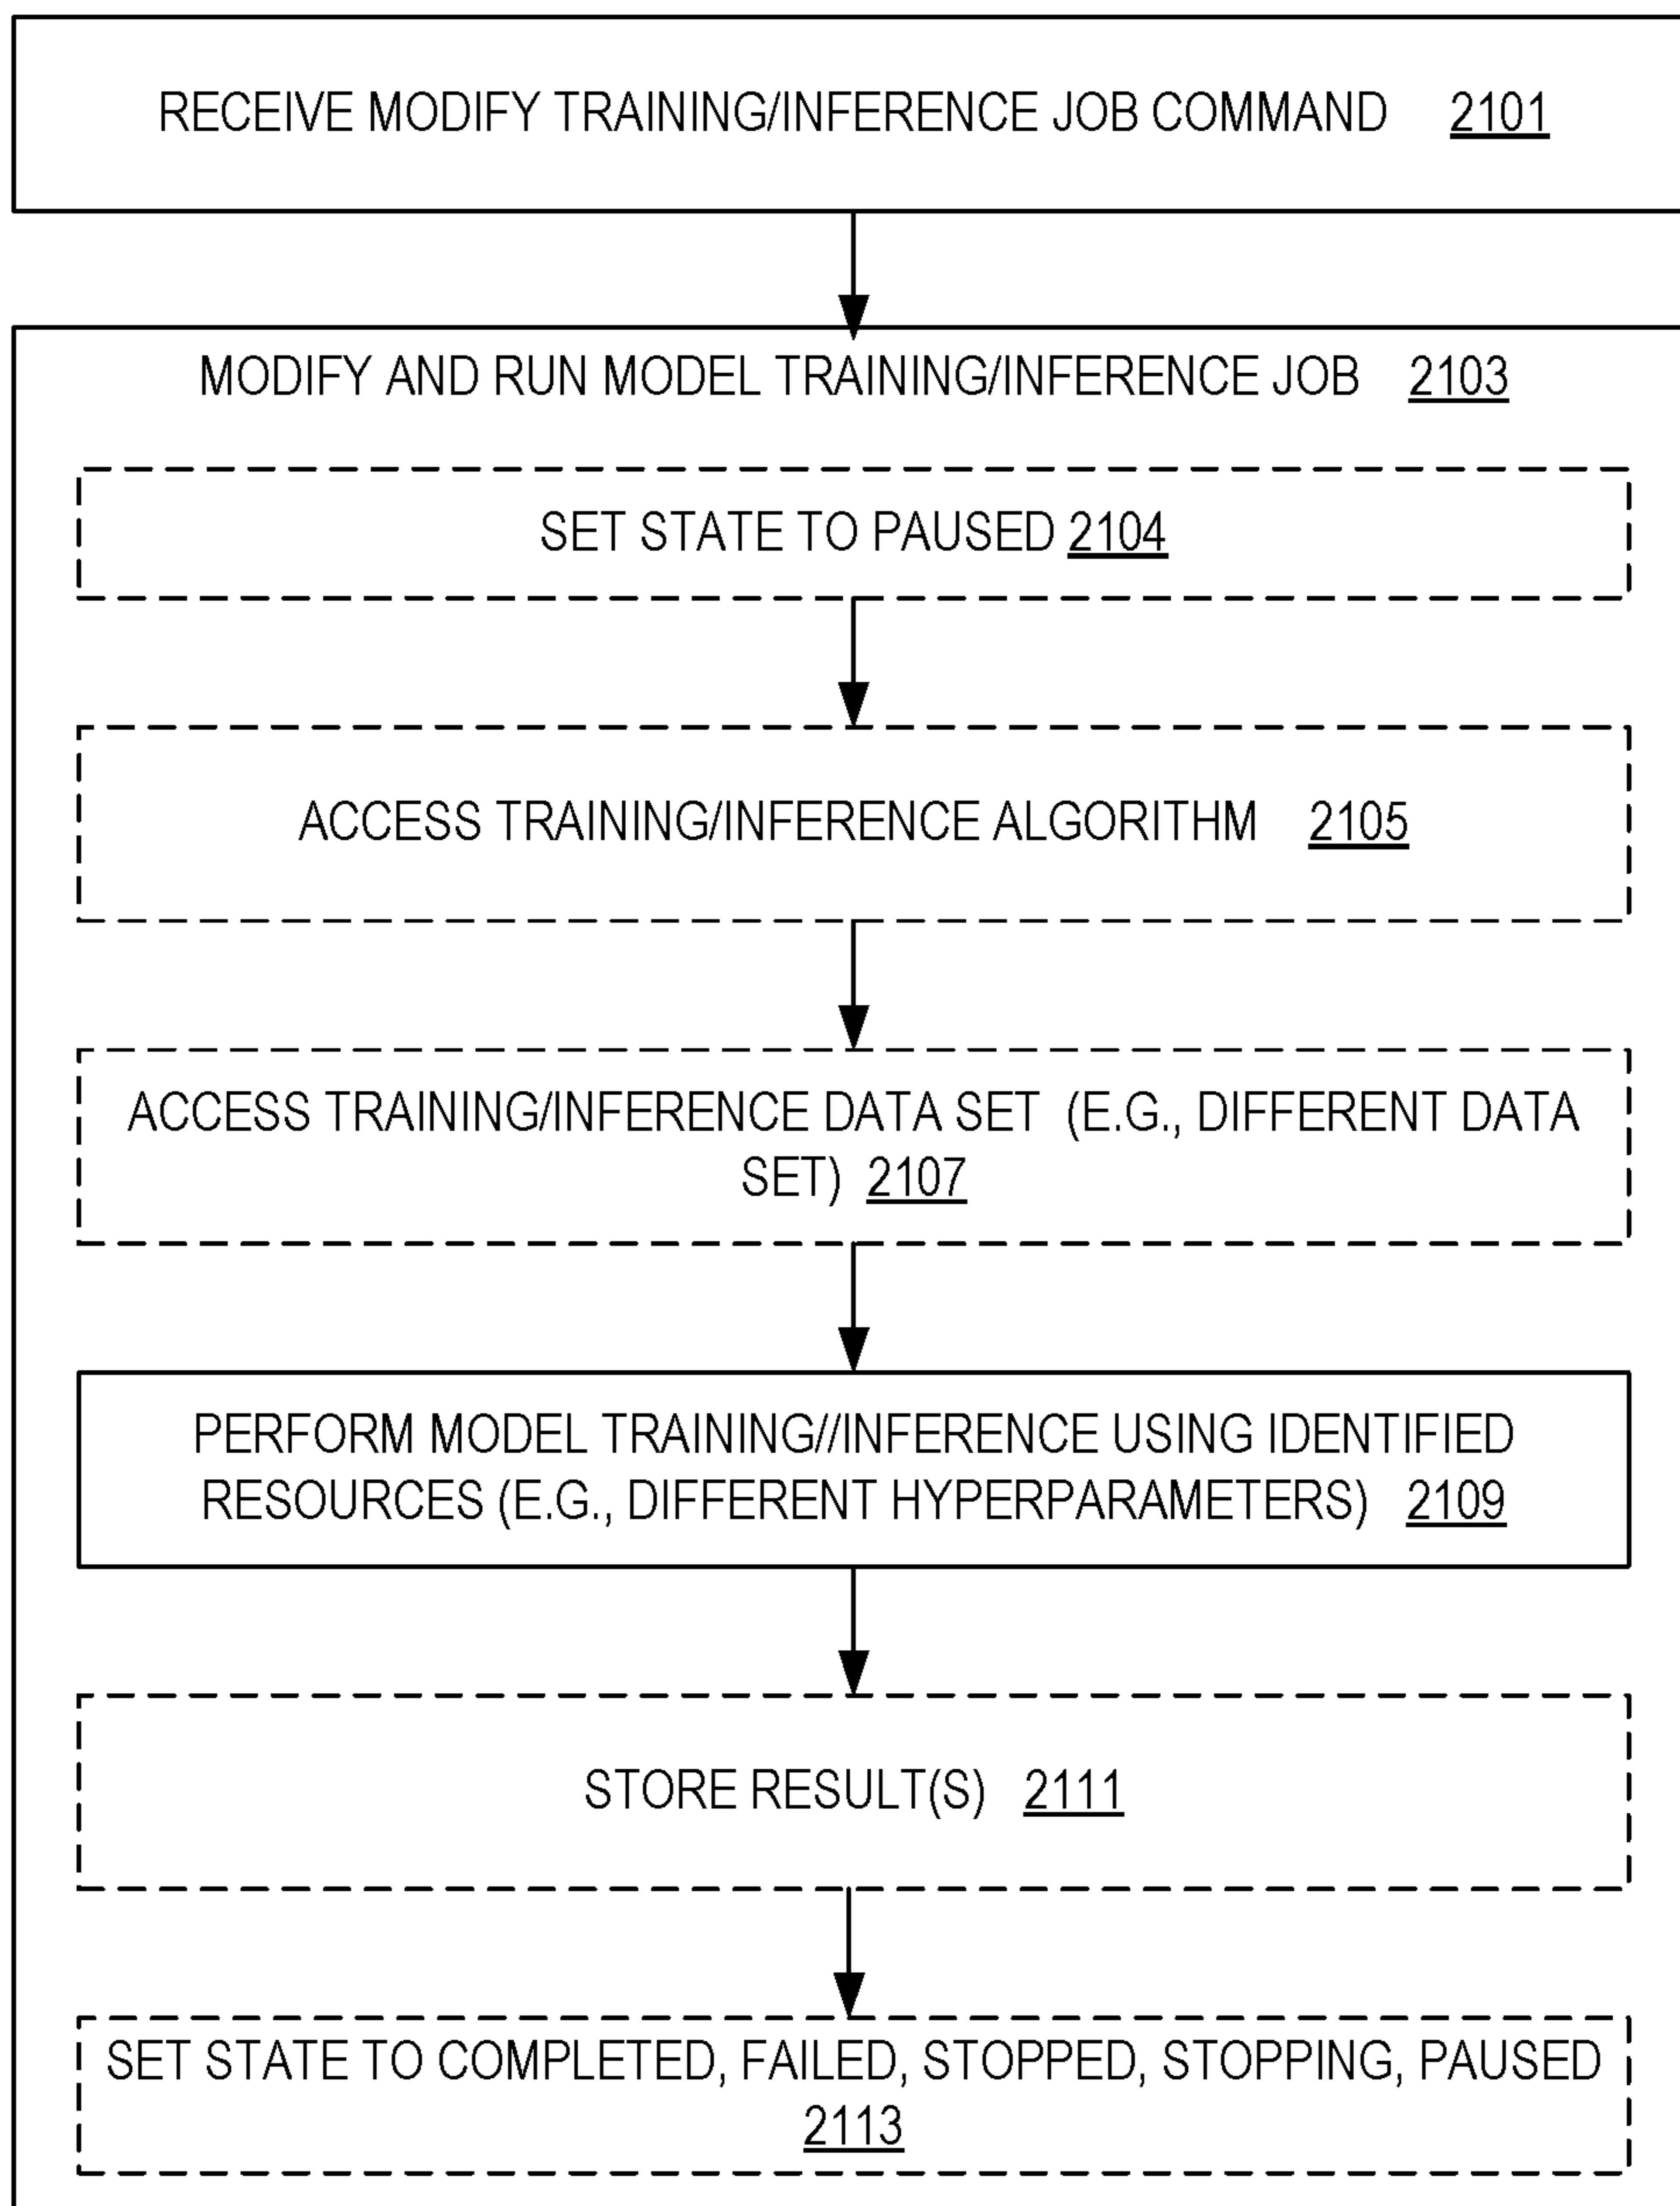 RECEIVE MODIFY TRAINING/INFERENCE JOB COMMAND 2101
MODIFY AND RUN MODEL TRAINING/INFERENCE JOB 2103
SET STATE TO PAUSED 2104
ACCESS TRAINING/INFERENCE ALGORITHM 2105
ACCESS TRAINING/INFERENCE DATA SET (E.G., DIFFERENT DATA
SET) 2107
PERFORM MODEL TRAINING//INFERENCE USING IDENTIFIED
RESOURCES (E.G., DIFFERENT HYPERPARAMETERS) 2109
STORE RESULT(S) 2111
SET STATE TO COMPLETED, FAILED, STOPPED, STOPPING, PAUSED
2113